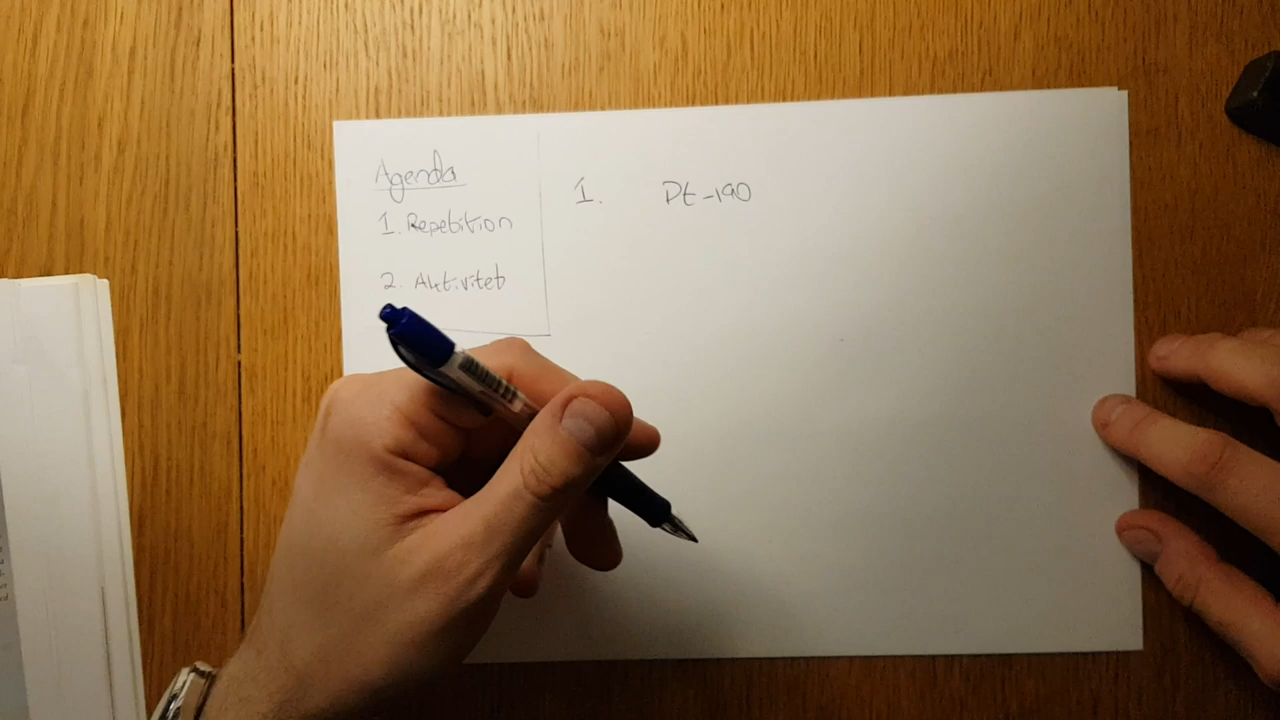 Agenda
1. Repetition
2. Aktivitet
1. Pt-190